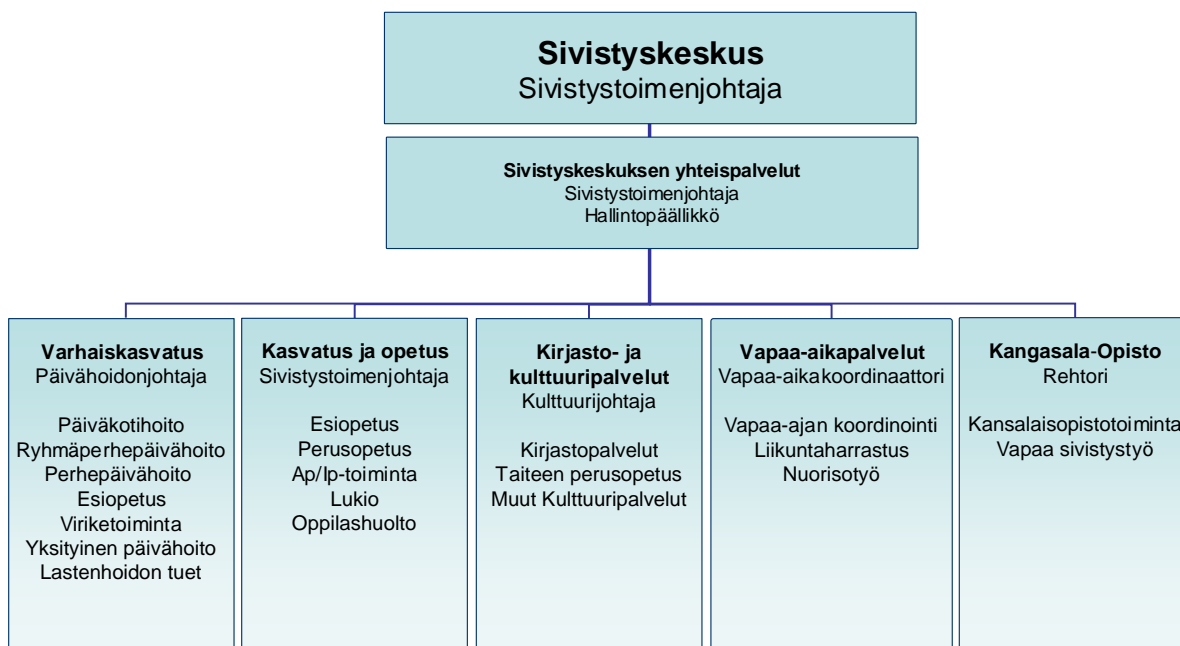 Sivistyskeskus
Sivistystoimenjohtaja
Sivistyskeskuksen yhteispalvelut
Sivistystoimenjohtaja
Hallintopäällikkö
Varhaiskasvatus
Päivähoidonjohtaja
Päiväkotihoito
Ryhmäperhepäivähoito
Perhepäivähoito
Esiopetus
Viriketoiminta
Yksityinen päivähoito
Lastenhoidon tuet
Kasvatus ja opetus
Sivistystoimenjohtaja
Esiopetus
Perusopetus
Ap/Ip-toiminta
Lukio
Oppilashuolto
Kirjasto- ja
kulttuuripalvelut
Kulttuurijohtaja
Kirjastopalvelut
Taiteen perusopetus
Muut Kulttuuripalvelut
Vapaa-aikapalvelut
Vapaa-aikakoordinaattori
Vapaa-ajan koordinointi
Liikuntaharrastus
Nuorisotyö
Kangasala-Opisto
Rehtori
Kansalaisopistotoiminta
Vapaa sivistystyö